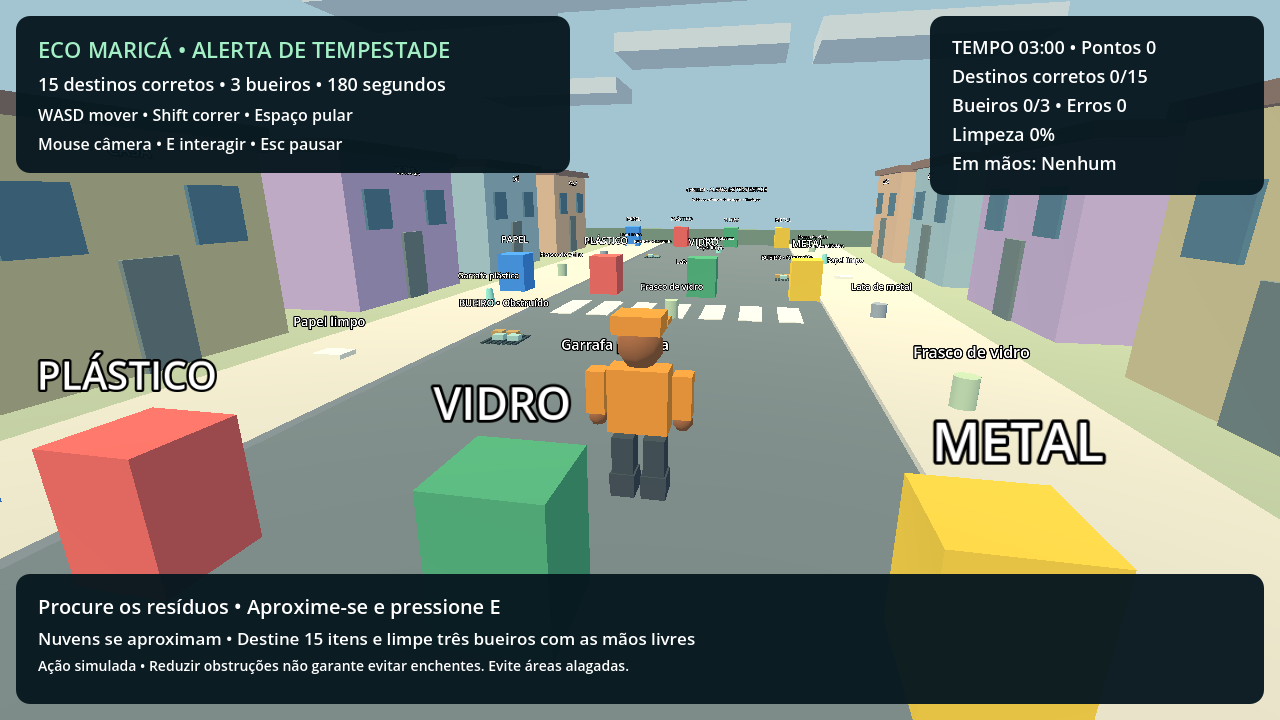 ECO MARICÁ • ALERTA DE TEMPESTADE
15 destinos corretos • 3 bueiros • 180 segundos
WASD mover • Shift correr • Espaço pular
Mouse câmera • E interagir • Esc pausar
TEMPO 03:00 • Pontos 0
Destinos corretos 0/15
Bueiros 0/3 • Erros 0
Limpeza 0%
Em mãos: Nenhum
PAPEL
PLÁSTICO
VIDRO
METAL
Garrafa plástica
Papel limpo
Frasco de vidro
Lata de metal
BUEIRO • Obstruído
Papel limpo
Garrafa
Frasco de vidro
PLÁSTICO
VIDRO
METAL
Procure os resíduos • Aproxime-se e pressione E
Nuvens se aproximam • Destine 15 itens e limpe três bueiros com as mãos livres
Ação simulada • Reduzir obstruções não garante evitar enchentes. Evite áreas alagadas.